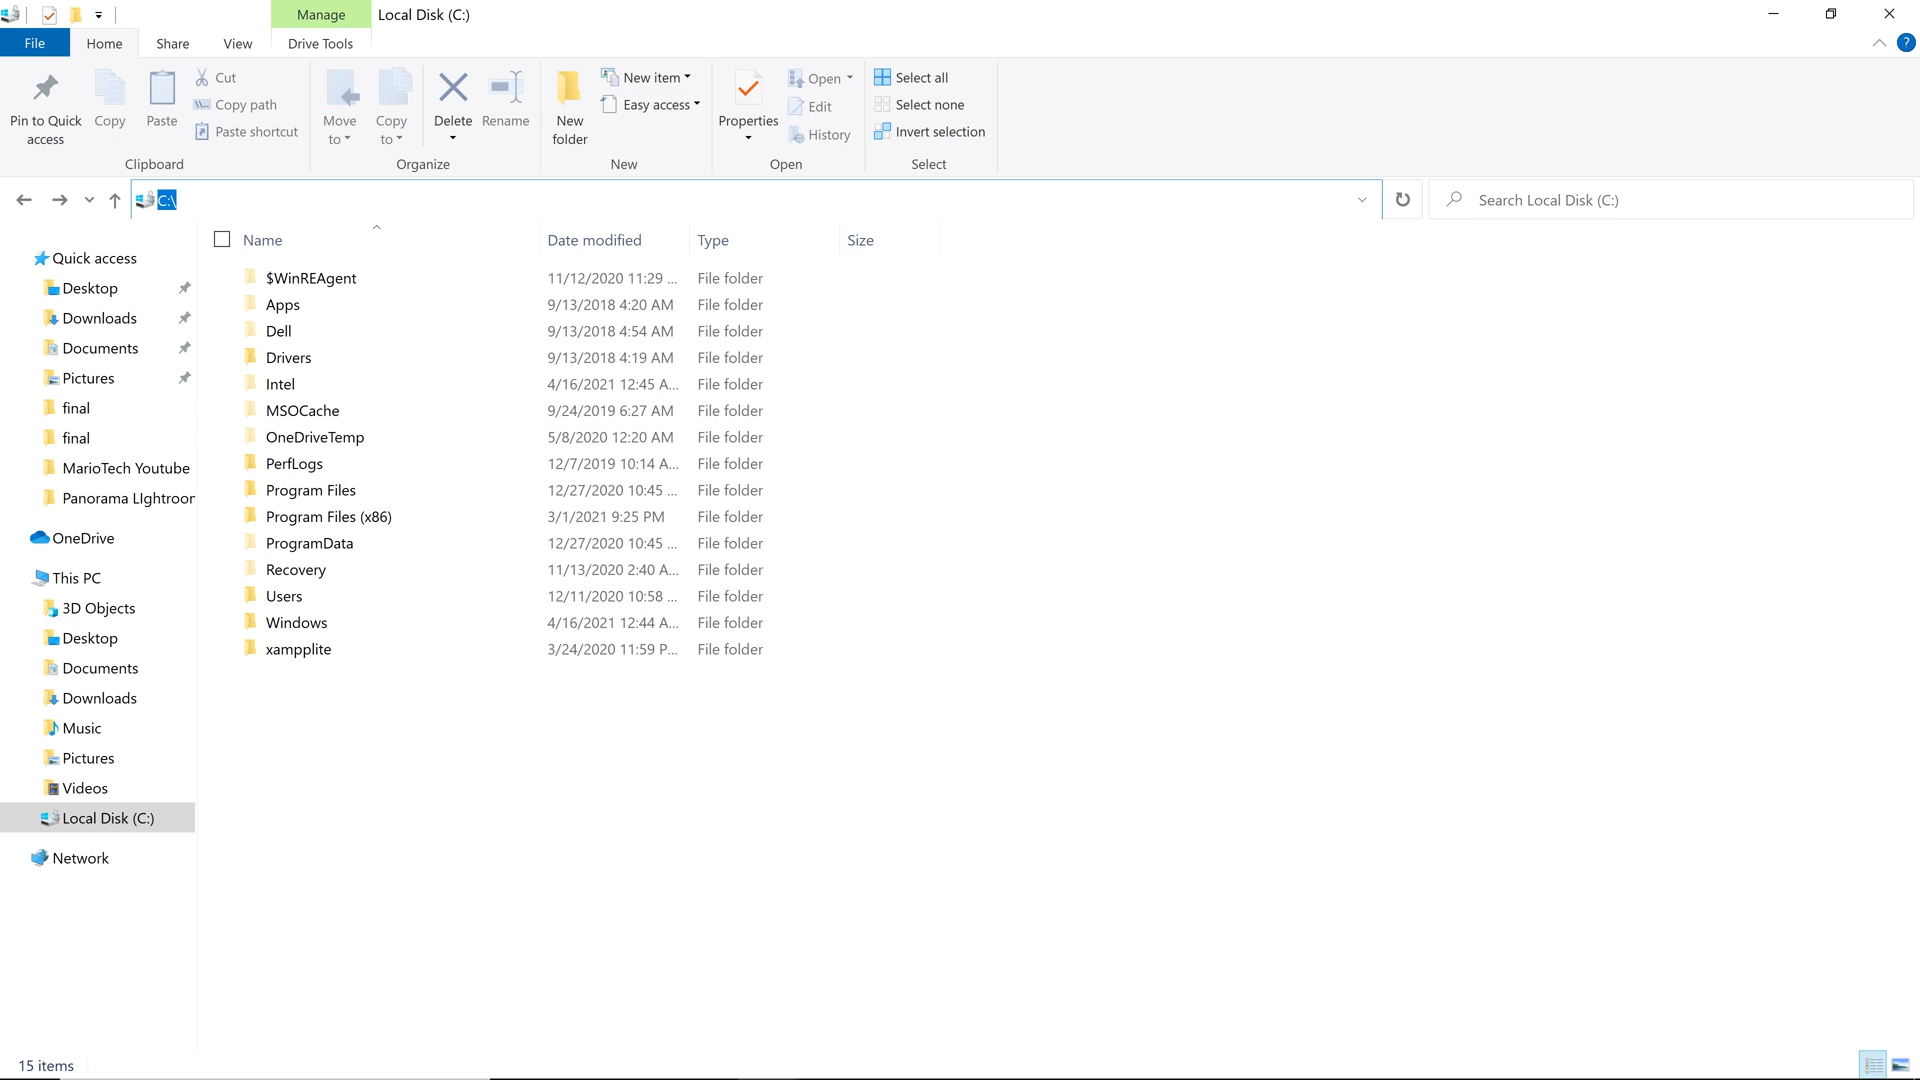 Manage Local Disk (C:)
File Home Share View Drive Tools ?
Pin to Quick access
Copy
Paste
Cut
Copy path
Paste shortcut
Clipboard
Move to
Copy to
Delete
Rename
Organize
New folder
New item
Easy access
New
Properties
Open
Edit
History
Open
Select all
Select none
Invert selection
Select
C:\
Search Local Disk (C:)
Quick access
Desktop
Downloads
Documents
Pictures
final
final
MarioTech Youtube
Panorama LIghtroor
OneDrive
This PC
3D Objects
Desktop
Documents
Downloads
Music
Pictures
Videos
Local Disk (C:)
Network
Name Date modified Type Size
$WinREAgent 11/12/2020 11:29 ... File folder
Apps 9/13/2018 4:20 AM File folder
Dell 9/13/2018 4:54 AM File folder
Drivers 9/13/2018 4:19 AM File folder
Intel 4/16/2021 12:45 A... File folder
MSOCache 9/24/2019 6:27 AM File folder
OneDriveTemp 5/8/2020 12:20 AM File folder
PerfLogs 12/7/2019 10:14 A... File folder
Program Files 12/27/2020 10:45 ... File folder
Program Files (x86) 3/1/2021 9:25 PM File folder
ProgramData 12/27/2020 10:45 ... File folder
Recovery 11/13/2020 2:40 A... File folder
Users 12/11/2020 10:58 ... File folder
Windows 4/16/2021 12:44 A... File folder
xampplite 3/24/2020 11:59 P... File folder
15 items